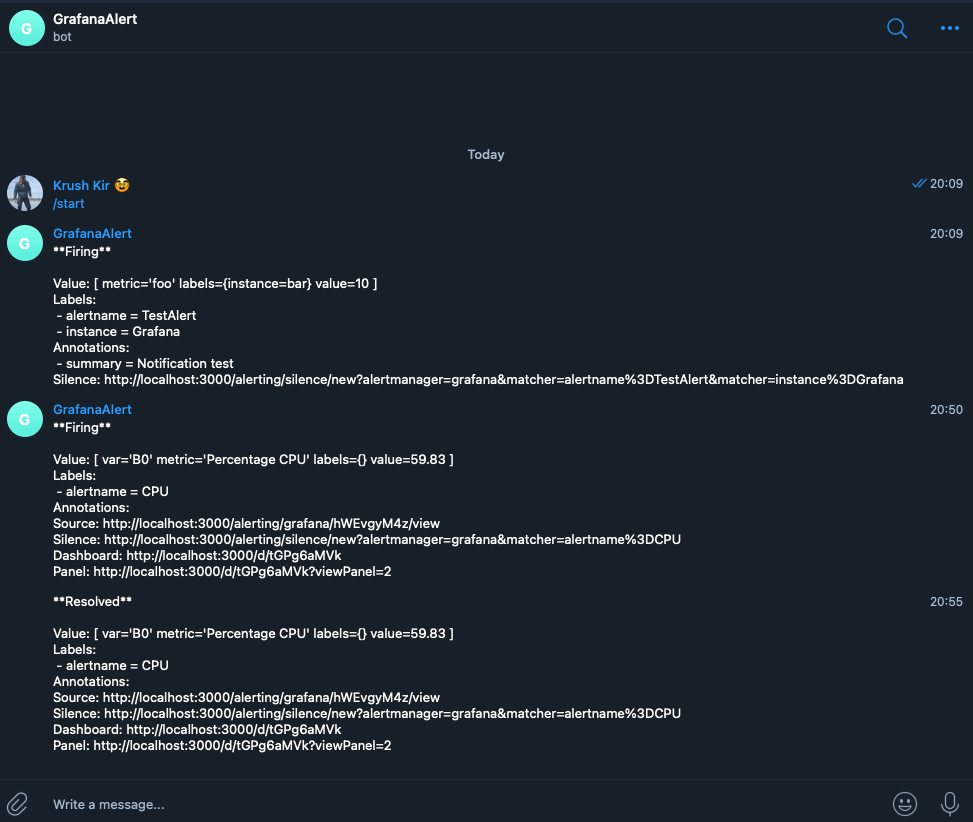 G
GrafanaAlert
bot
Today
Krush Kir
20:09
/start
G
GrafanaAlert
20:09
**Firing**
Value: [ metric='foo' labels={instance=bar} value=10 ]
Labels:
- alertname = TestAlert
- instance = Grafana
Annotations:
- summary = Notification test
Silence: http://localhost:3000/alerting/silence/new?alertmanager=grafana&matcher=alertname%3DTestAlert&matcher=instance%3DGrafana
G
GrafanaAlert
20:50
**Firing**
Value: [ var='B0' metric='Percentage CPU' labels={} value=59.83 ]
Labels:
- alertname = CPU
Annotations:
Source: http://localhost:3000/alerting/grafana/hWEvgyM4z/view
Silence: http://localhost:3000/alerting/silence/new?alertmanager=grafana&matcher=alertname%3DCPU
Dashboard: http://localhost:3000/d/tGPg6aMVk
Panel: http://localhost:3000/d/tGPg6aMVk?viewPanel=2
**Resolved**
20:55
Value: [ var='B0' metric='Percentage CPU' labels={} value=59.83 ]
Labels:
- alertname = CPU
Annotations:
Source: http://localhost:3000/alerting/grafana/hWEvgyM4z/view
Silence: http://localhost:3000/alerting/silence/new?alertmanager=grafana&matcher=alertname%3DCPU
Dashboard: http://localhost:3000/d/tGPg6aMVk
Panel: http://localhost:3000/d/tGPg6aMVk?viewPanel=2
Write a message...